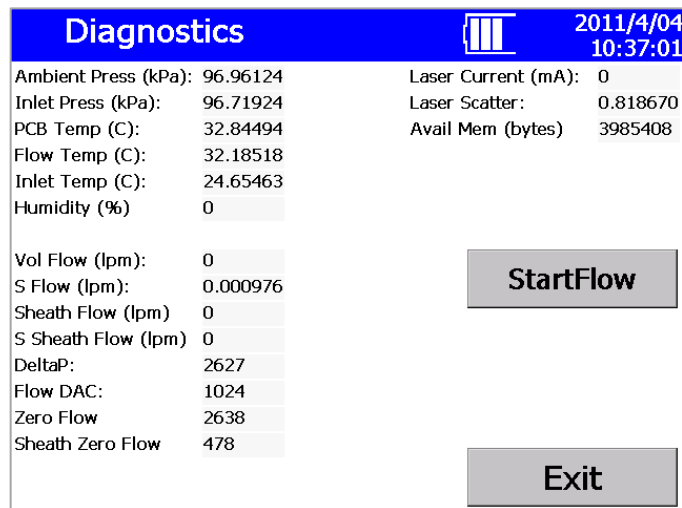 Diagnostics
2011/4/04
10:37:01
Ambient Press (kPa): 96.96124
Inlet Press (kPa): 96.71924
PCB Temp (C): 32.84494
Flow Temp (C): 32.18518
Inlet Temp (C): 24.65463
Humidity (%) 0
Vol Flow (lpm): 0
S Flow (lpm): 0.000976
Sheath Flow (lpm) 0
S Sheath Flow (lpm) 0
DeltaP: 2627
Flow DAC: 1024
Zero Flow 2638
Sheath Zero Flow 478
Laser Current (mA): 0
Laser Scatter: 0.818670
Avail Mem (bytes) 3985408
StartFlow
Exit